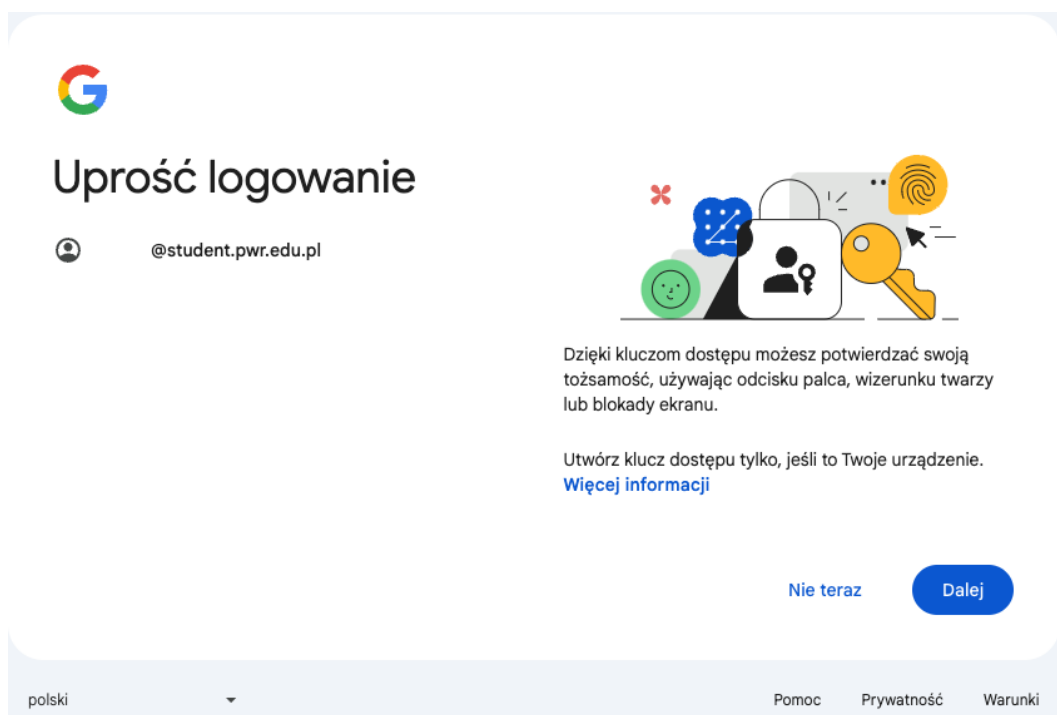 Uprość logowanie
@student.pwr.edu.pl
Dzięki kluczom dostępu możesz potwierdzać swoją
tożsamość, używając odcisku palca, wizerunku twarzy
lub blokady ekranu.
Utwórz klucz dostępu tylko, jeśli to Twoje urządzenie.
Więcej informacji
Nie teraz
Dalej
polski
Pomoc
Prywatność
Warunki